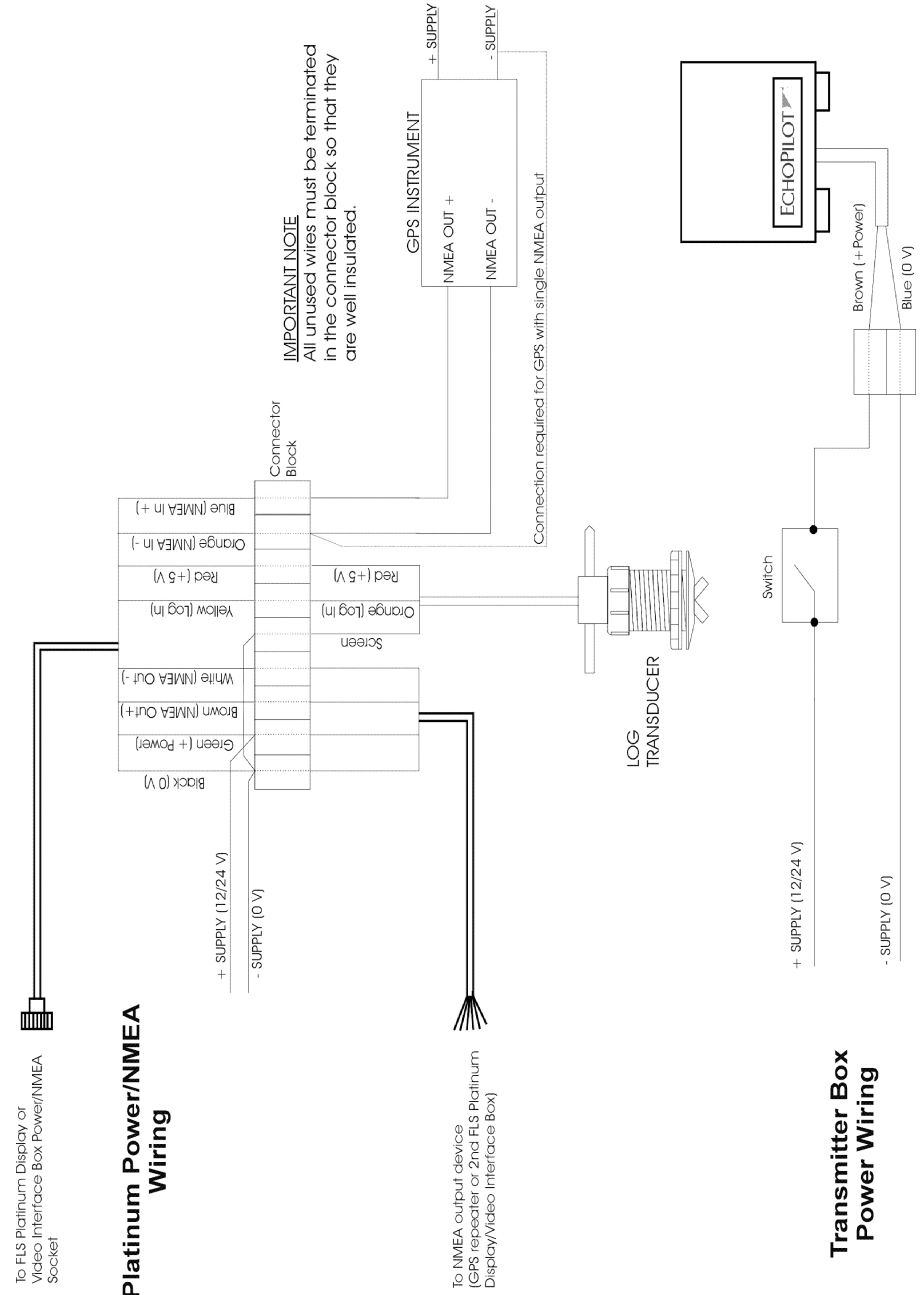 To FLS Platinum Display or
Video Interface Box Power/NMEA
Socket
Platinum Power/NMEA
Wiring
+ SUPPLY (12/24 V)
- SUPPLY (0 V)
Black (0 V)
Green (+ Power)
Brown (NMEA Out+)
White (NMEA Out -)
Yellow (Log In)
Red (+5 V)
Orange (NMEA In -)
Blue (NMEA In +)
Connector
Block
Screen
Orange (Log In)
Red (+5 V)
IMPORTANT NOTE
All unused wires must be terminated
in the connector block so that they
are well insulated.
GPS INSTRUMENT
NMEA OUT +
NMEA OUT -
+ SUPPLY
- SUPPLY
Connection required for GPS with single NMEA output
To NMEA output device
(GPS repeater or 2nd FLS Platinum
Display/Video Interface Box)
LOG
TRANSDUCER
Transmitter Box
Power Wiring
+ SUPPLY (12/24 V)
- SUPPLY (0 V)
Switch
Brown (+Power)
Blue (0 V)
ECHOPILOT